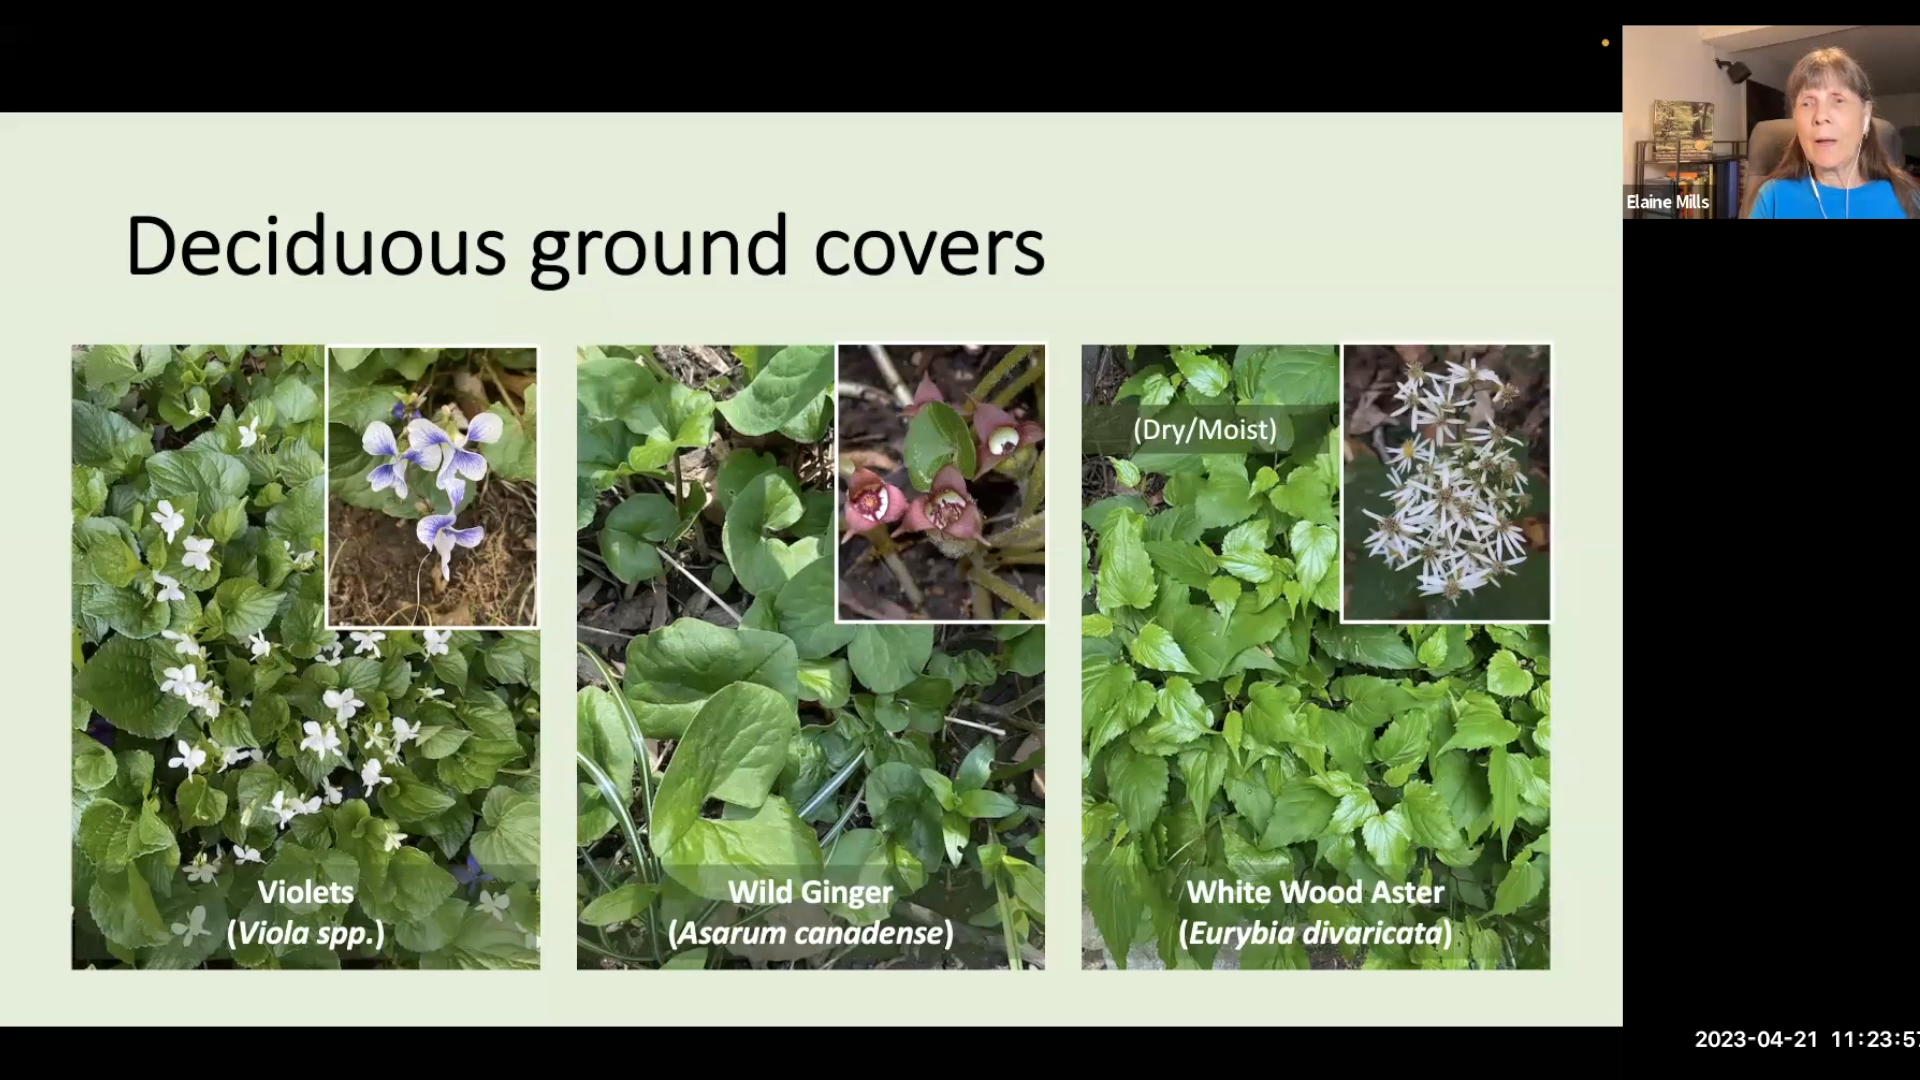 Elaine Mills
Deciduous ground covers
(Dry/Moist)
Violets
(Viola spp.)
Wild Ginger
(Asarum canadense)
White Wood Aster
(Eurybia divaricata)
2023-04-21 11:23:57